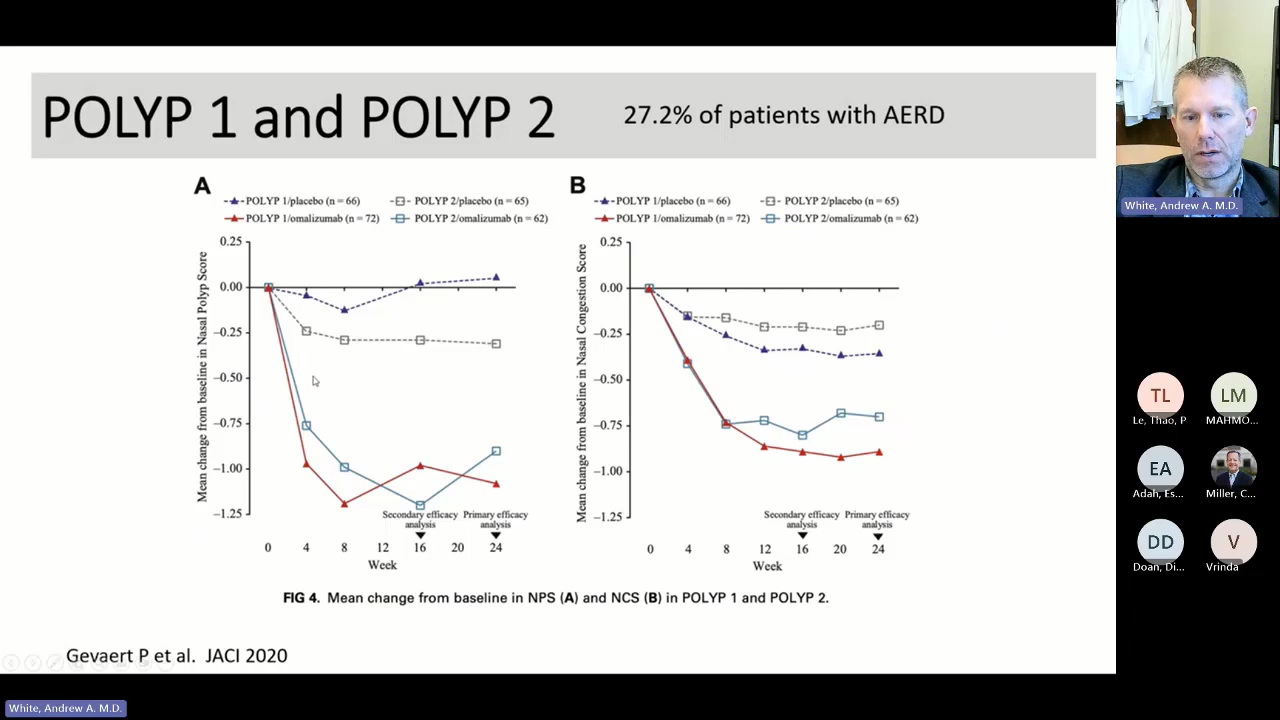 POLYP 1 and POLYP 2
27.2% of patients with AERD
A
POLYP 1/placebo (n = 66)
POLYP 2/placebo (n = 65)
POLYP 1/omalizumab (n = 72)
POLYP 2/omalizumab (n = 62)
Mean change from baseline in Nasal Polyp Score
0.25
0.00
−0.25
−0.50
−0.75
−1.00
−1.25
Secondary efficacy
analysis
Primary efficacy
analysis
0 4 8 12 16 20 24
Week
B
POLYP 1/placebo (n = 66)
POLYP 2/placebo (n = 65)
POLYP 1/omalizumab (n = 72)
POLYP 2/omalizumab (n = 62)
Mean change from baseline in Nasal Congestion Score
0.25
0.00
−0.25
−0.50
−0.75
−1.00
−1.25
Secondary efficacy
analysis
Primary efficacy
analysis
0 4 8 12 16 20 24
Week
FIG 4. Mean change from baseline in NPS (A) and NCS (B) in POLYP 1 and POLYP 2.
Gevaert P et al. JACI 2020
White, Andrew A. M.D.
White, Andrew A. M.D.
TL
Le, Thao, P
LM
MAHMO...
EA
Adah, Es...
Miller, C...
DD
Doan, Di...
V
Vrinda